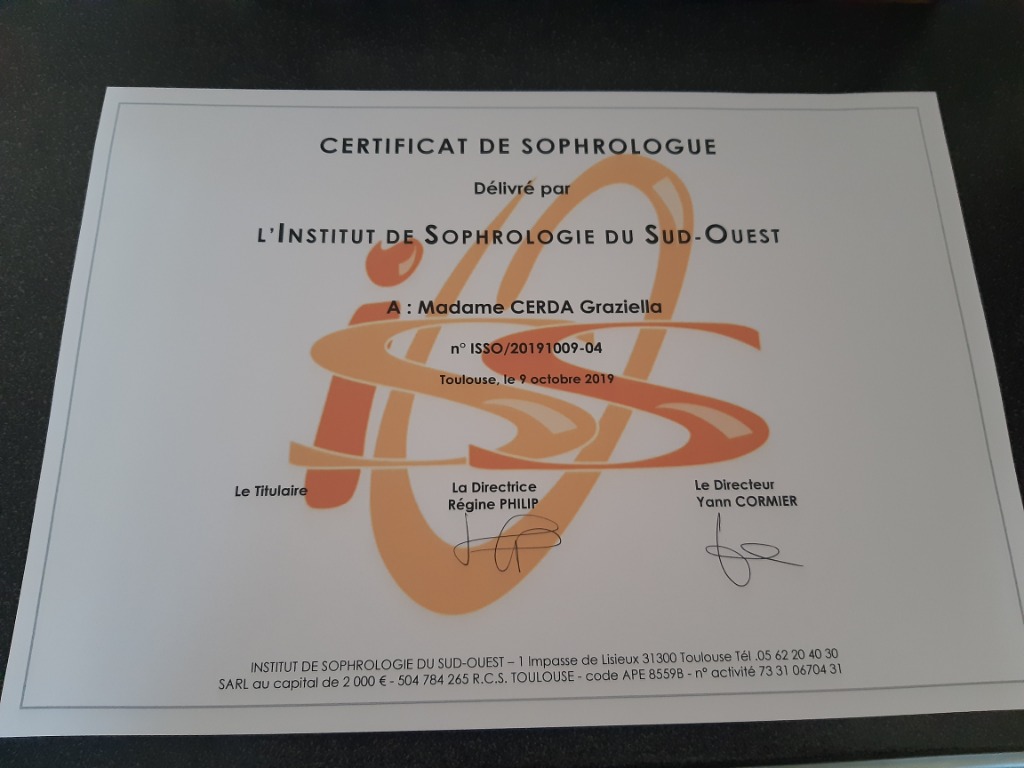 CERTIFICAT DE SOPHROLOGUE
Délivré par
L'INSTITUT DE SOPHROLOGIE DU SUD-OUEST
A : Madame CERDA Graziella
n° ISSO/20191009-04
Toulouse, le 9 octobre 2019
Le Titulaire
La Directrice
Régine PHILIP
Le Directeur
Yann CORMIER
INSTITUT DE SOPHROLOGIE DU SUD-OUEST – 1 Impasse de Lisieux 31300 Toulouse Tél .05 62 20 40 30
SARL au capital de 2 000 € - 504 784 265 R.C.S. TOULOUSE - code APE 8559B - n° activité 73 31 06704 31